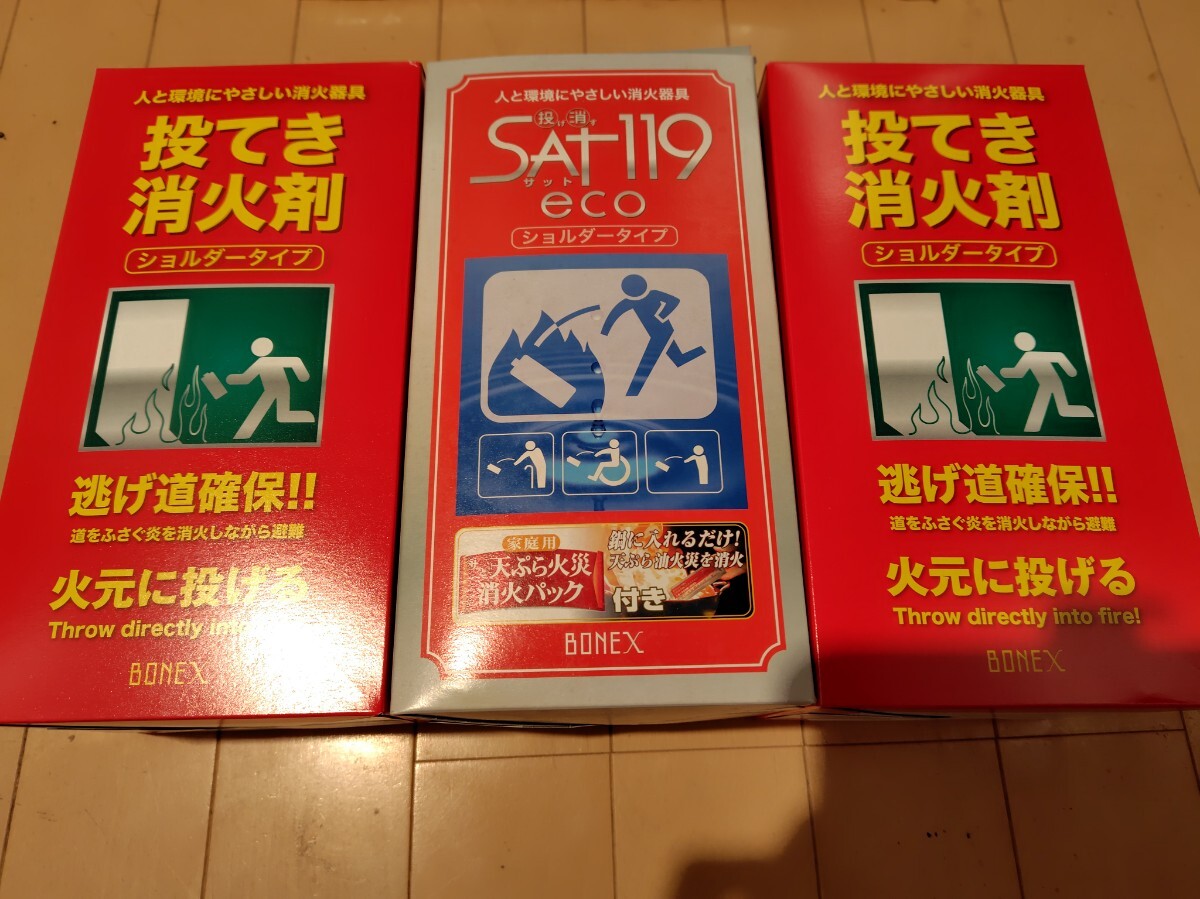 人と環境にやさしい消火器具
投てき
消火剤
ショルダータイプ
逃げ道確保!!
道をふさぐ炎を消火しながら避難
火元に投げる
Throw directly into
BONEX
人と環境にやさしい消火器具
投げ消す
SAT119
サット
eco
ショルダータイプ
家庭用
天ぷら火災
消火パック
鍋に入れるだけ!
天ぷら油火災を消火
付き
BONEX
人と環境にやさしい消火器具
投てき
消火剤
ショルダータイプ
逃げ道確保!!
道をふさぐ炎を消火しながら避難
火元に投げる
Throw directly into fire!
BONEX